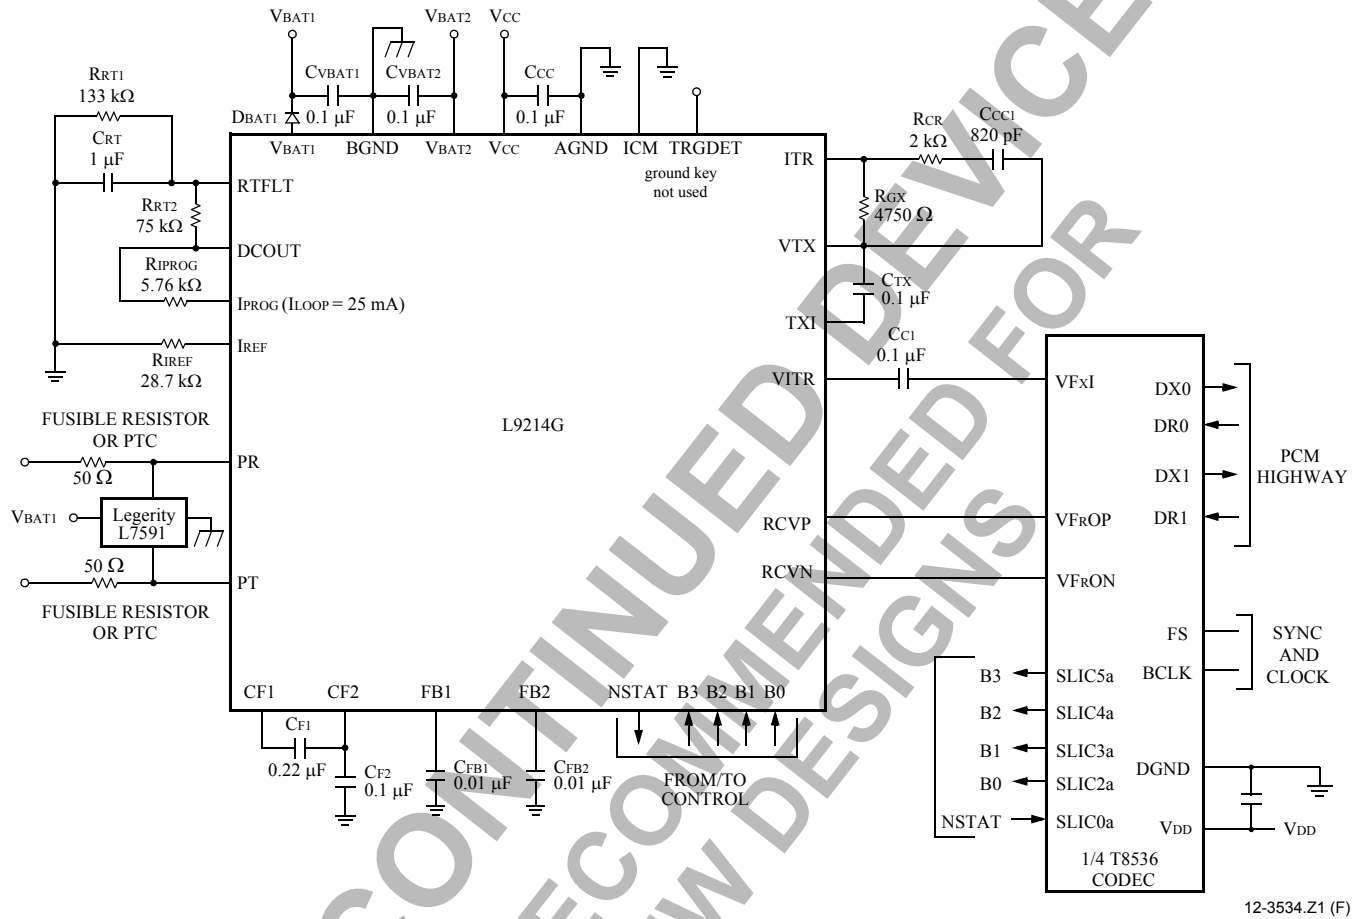 VBAT1
VBAT2
VCC
RRT1
133 kΩ
CRT
1 µF
CVBAT1
0.1 µF
CVBAT2
0.1 µF
CCC
0.1 µF
DBAT1
VBAT1
BGND
VBAT2
VCC
AGND
ICM
TRGDET
ground key
not used
RCR
2 kΩ
CCC1
820 pF
ITR
RGX
4750 Ω
VTX
CTX
0.1 µF
TXI
CC1
0.1 µF
VITR
RTFLT
RRT2
75 kΩ
DCOUT
RIPROG
5.76 kΩ
IPROG (ILOOP = 25 mA)
IREF
RIREF
28.7 kΩ
FUSIBLE RESISTOR
OR PTC
50 Ω
PR
VBAT1
Legerity
L7591
50 Ω
PT
FUSIBLE RESISTOR
OR PTC
L9214G
RCVP
RCVN
VFXI
VFROP
VFRON
DX0
DR0
DX1
DR1
PCM
HIGHWAY
FS
BCLK
SYNC
AND
CLOCK
CF1
CF2
FB1
FB2
NSTAT
B3
B2
B1
B0
CF1
0.22 µF
CF2
0.1 µF
CFB1
0.01 µF
CFB2
0.01 µF
FROM/TO
CONTROL
B3
SLIC5a
B2
SLIC4a
B1
SLIC3a
B0
SLIC2a
NSTAT
SLIC0a
DGND
VDD
VDD
1/4 T8536
CODEC
12-3534.Z1 (F)
CONTINUED DEVICE
ECOMMENDED FOR
W DESIGNS